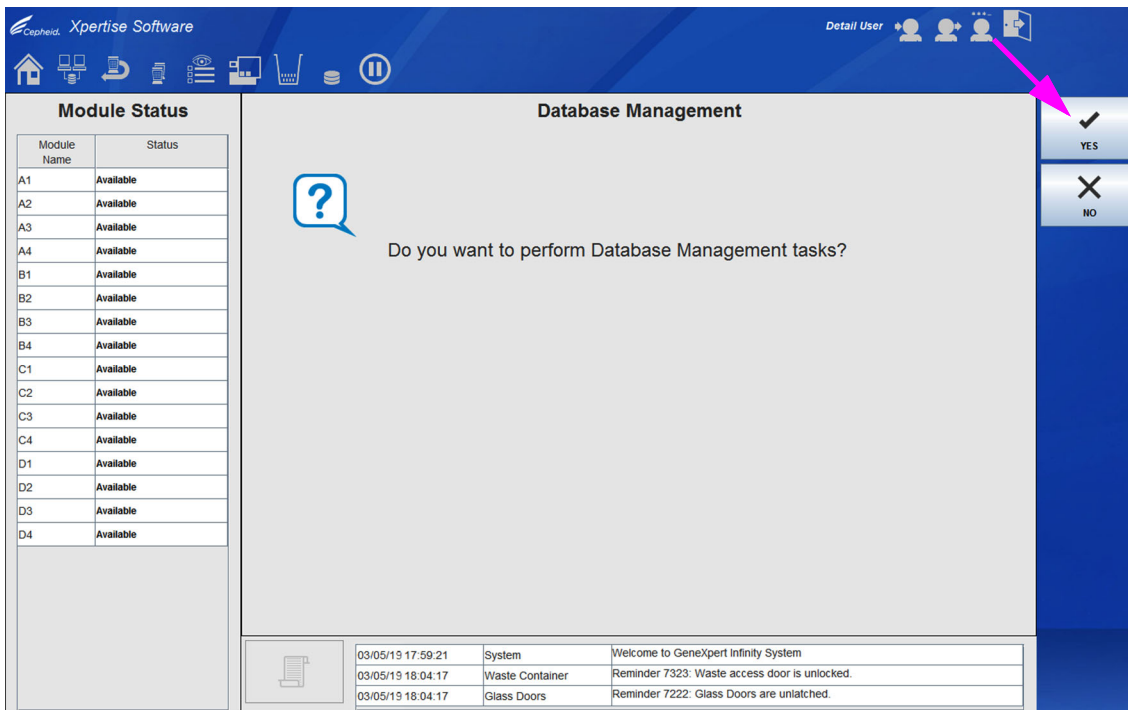 Cepheid. Xpertise Software
Detail User
Module Status
Database Management
Module Name Status
A1 Available
A2 Available
A3 Available
A4 Available
B1 Available
B2 Available
B3 Available
B4 Available
C1 Available
C2 Available
C3 Available
C4 Available
D1 Available
D2 Available
D3 Available
D4 Available
?
Do you want to perform Database Management tasks?
YES
NO
03/05/19 17:59:21 System Welcome to GeneXpert Infinity System
03/05/19 18:04:17 Waste Container Reminder 7323: Waste access door is unlocked.
03/05/19 18:04:17 Glass Doors Reminder 7222: Glass Doors are unlatched.